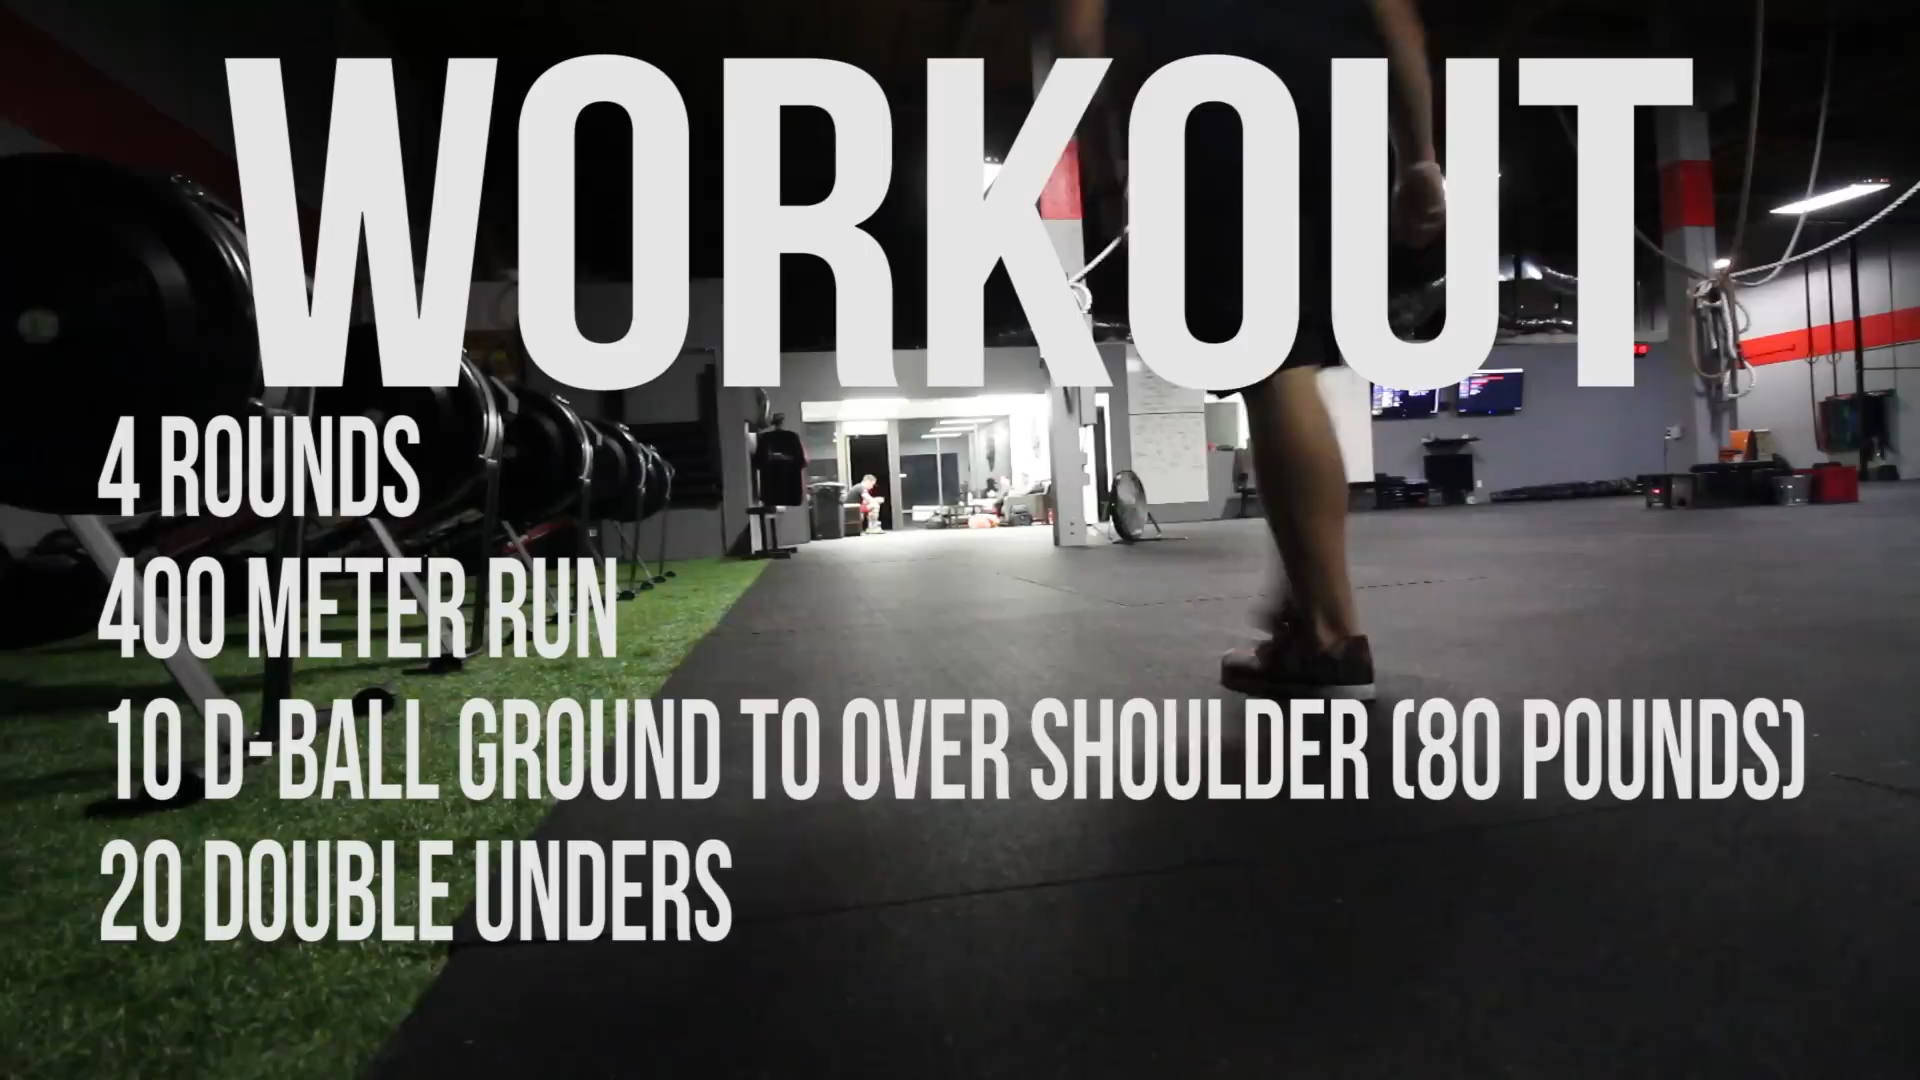 WORKOUT
4 ROUNDS
400 METER RUN
10 D-BALL GROUND TO OVER SHOULDER (80 POUNDS)
20 DOUBLE UNDERS